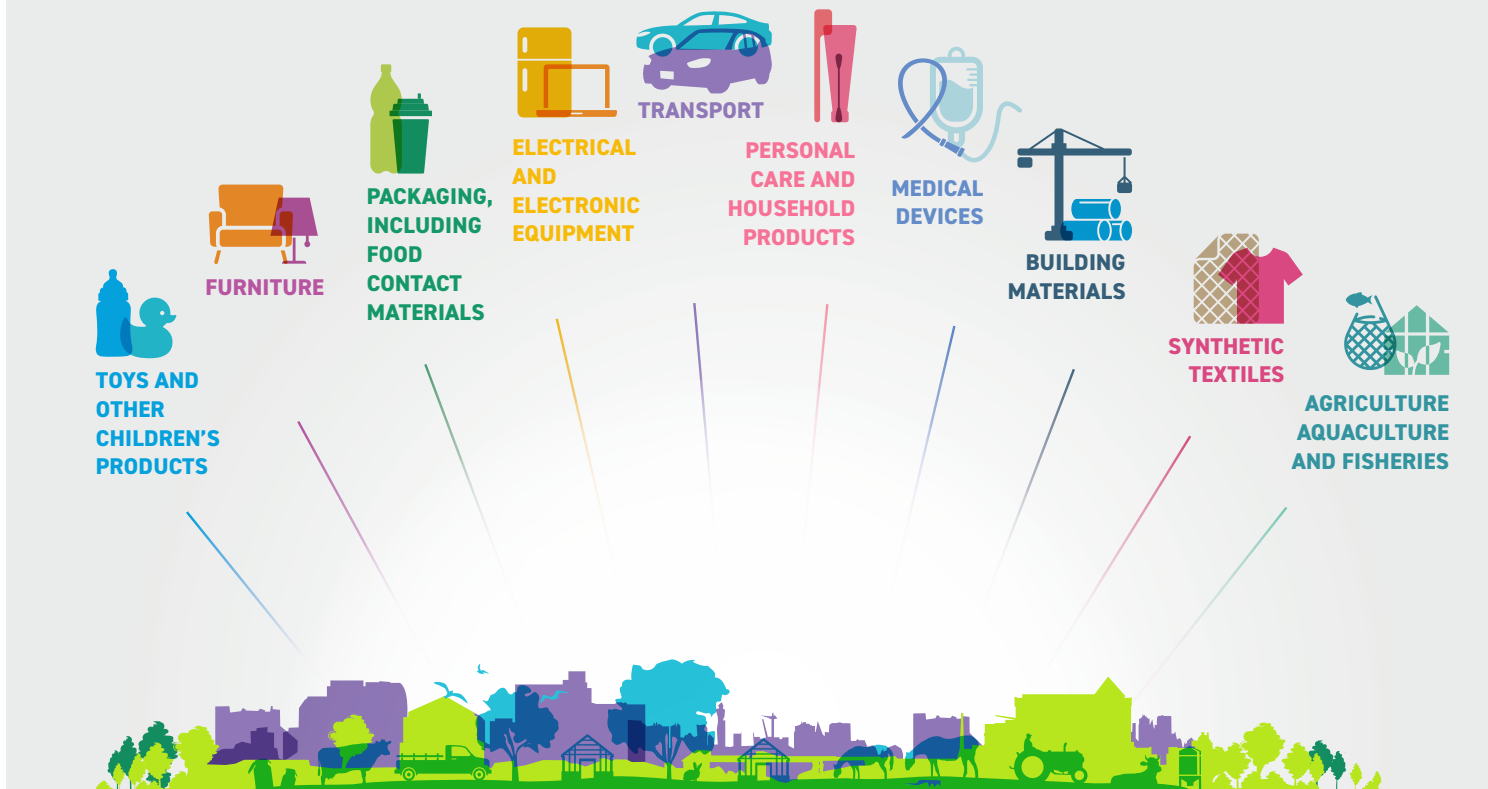 TOYS AND
OTHER
CHILDREN'S
PRODUCTS
FURNITURE
PACKAGING,
INCLUDING
FOOD
CONTACT
MATERIALS
ELECTRICAL
AND
ELECTRONIC
EQUIPMENT
TRANSPORT
PERSONAL
CARE AND
HOUSEHOLD
PRODUCTS
MEDICAL
DEVICES
BUILDING
MATERIALS
SYNTHETIC
TEXTILES
AGRICULTURE
AQUACULTURE
AND FISHERIES